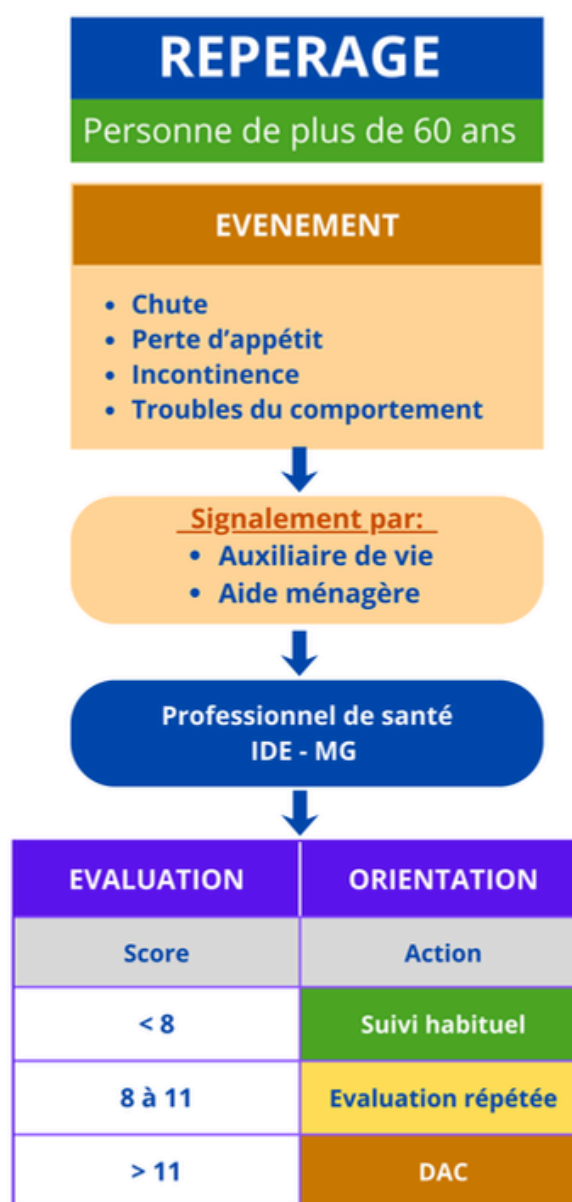 REPERAGE
Personne de plus de 60 ans
EVENEMENT
• Chute
• Perte d'appétit
• Incontinence
• Troubles du comportement
Signalement par:
• Auxiliaire de vie
• Aide ménagère
Professionnel de santé
IDE - MG
EVALUATION ORIENTATION
Score Action
< 8 Suivi habituel
8 à 11 Evaluation répétée
> 11 DAC